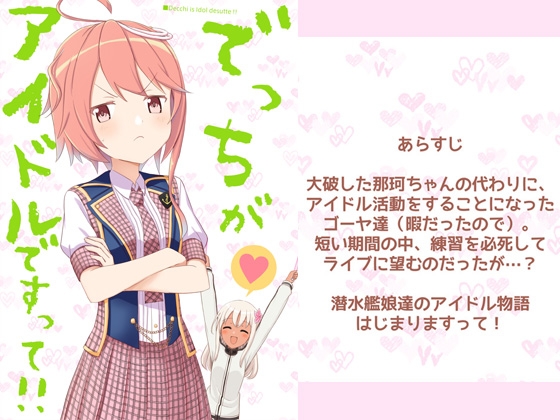 ■Decchi is Idol desutte!!
でっちが
アイドルですって!!
あらすじ
大破した那珂ちゃんの代わりに、
アイドル活動をすることになった
ゴーヤ達（暇だったので）。
短い期間の中、練習を必死して
ライブに望むのだったが…？
潜水艦娘達のアイドル物語
はじまりますって！